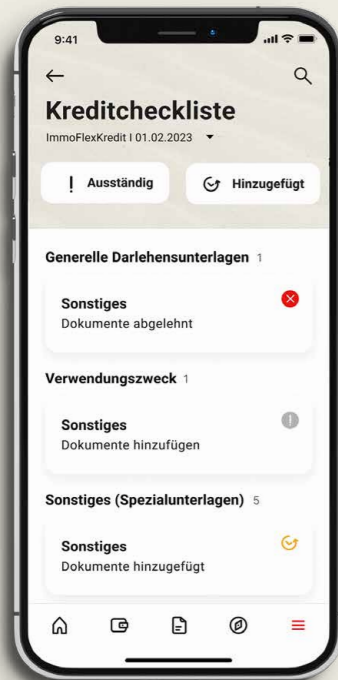 9:41
Kreditcheckliste
ImmoFlexKredit I 01.02.2023
Ausständig
Hinzugefügt
Generelle Darlehensunterlagen 1
Sonstiges
Dokumente abgelehnt
Verwendungszweck 1
Sonstiges
Dokumente hinzufügen
Sonstiges (Spezialunterlagen) 5
Sonstiges
Dokumente hinzugefügt